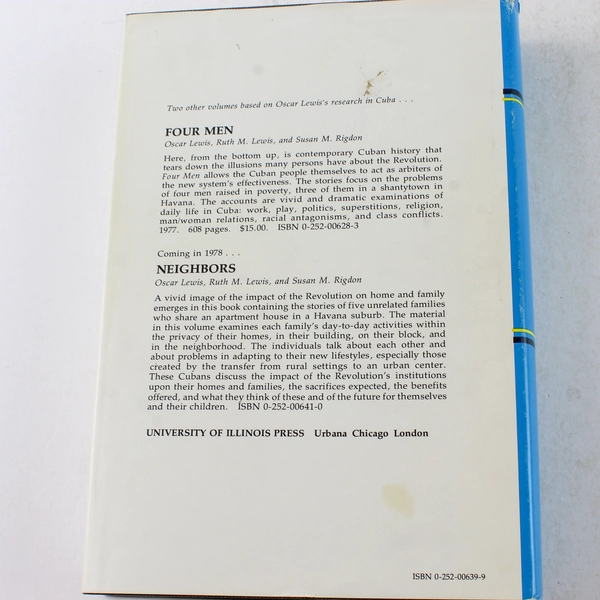 Two other volumes based on Oscar Lewis's research in Cuba . . .
FOUR MEN
Oscar Lewis, Ruth M. Lewis, and Susan M. Rigdon
Here, from the bottom up, is contemporary Cuban history that
tears down the illusions many persons have about the Revolution.
Four Men allows the Cuban people themselves to act as arbiters of
the new system's effectiveness. The stories focus on the problems
of four men raised in poverty, three of them in a shantytown in
Havana. The accounts are vivid and dramatic examinations of
daily life in Cuba: work, play, politics, superstitions, religion,
man/woman relations, racial antagonisms, and class conflicts.
1977. 608 pages. $15.00. ISBN 0-252-00628-3
Coming in 1978 . . .
NEIGHBORS
Oscar Lewis, Ruth M. Lewis, and Susan M. Rigdon
A vivid image of the impact of the Revolution on home and family
emerges in this book containing the stories of five unrelated families
who share an apartment house in a Havana suburb. The material
in this volume examines each family's day-to-day activities within
the privacy of their homes, in their building, on their block, and
in the neighborhood. The individuals talk about each other and
about problems in adapting to their new lifestyles, especially those
created by the transfer from rural settings to an urban center.
These Cubans discuss the impact of the Revolution's institutions
upon their homes and families, the sacrifices expected, the benefits
offered, and what they think of these and of the future for themselves
and their children. ISBN 0-252-00641-0
UNIVERSITY OF ILLINOIS PRESS Urbana Chicago London
ISBN 0-252-00639-9